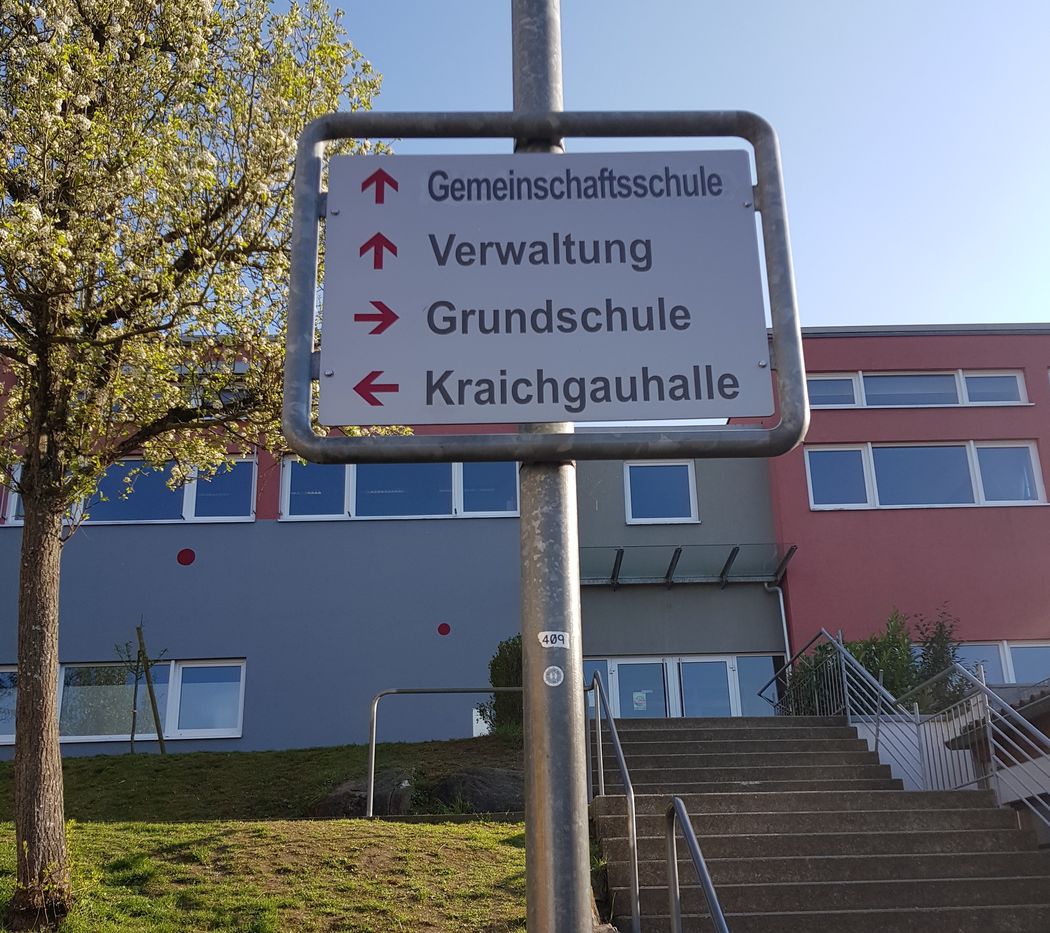 Gemeinschaftsschule
Verwaltung
Grundschule
Kraichgauhalle
409